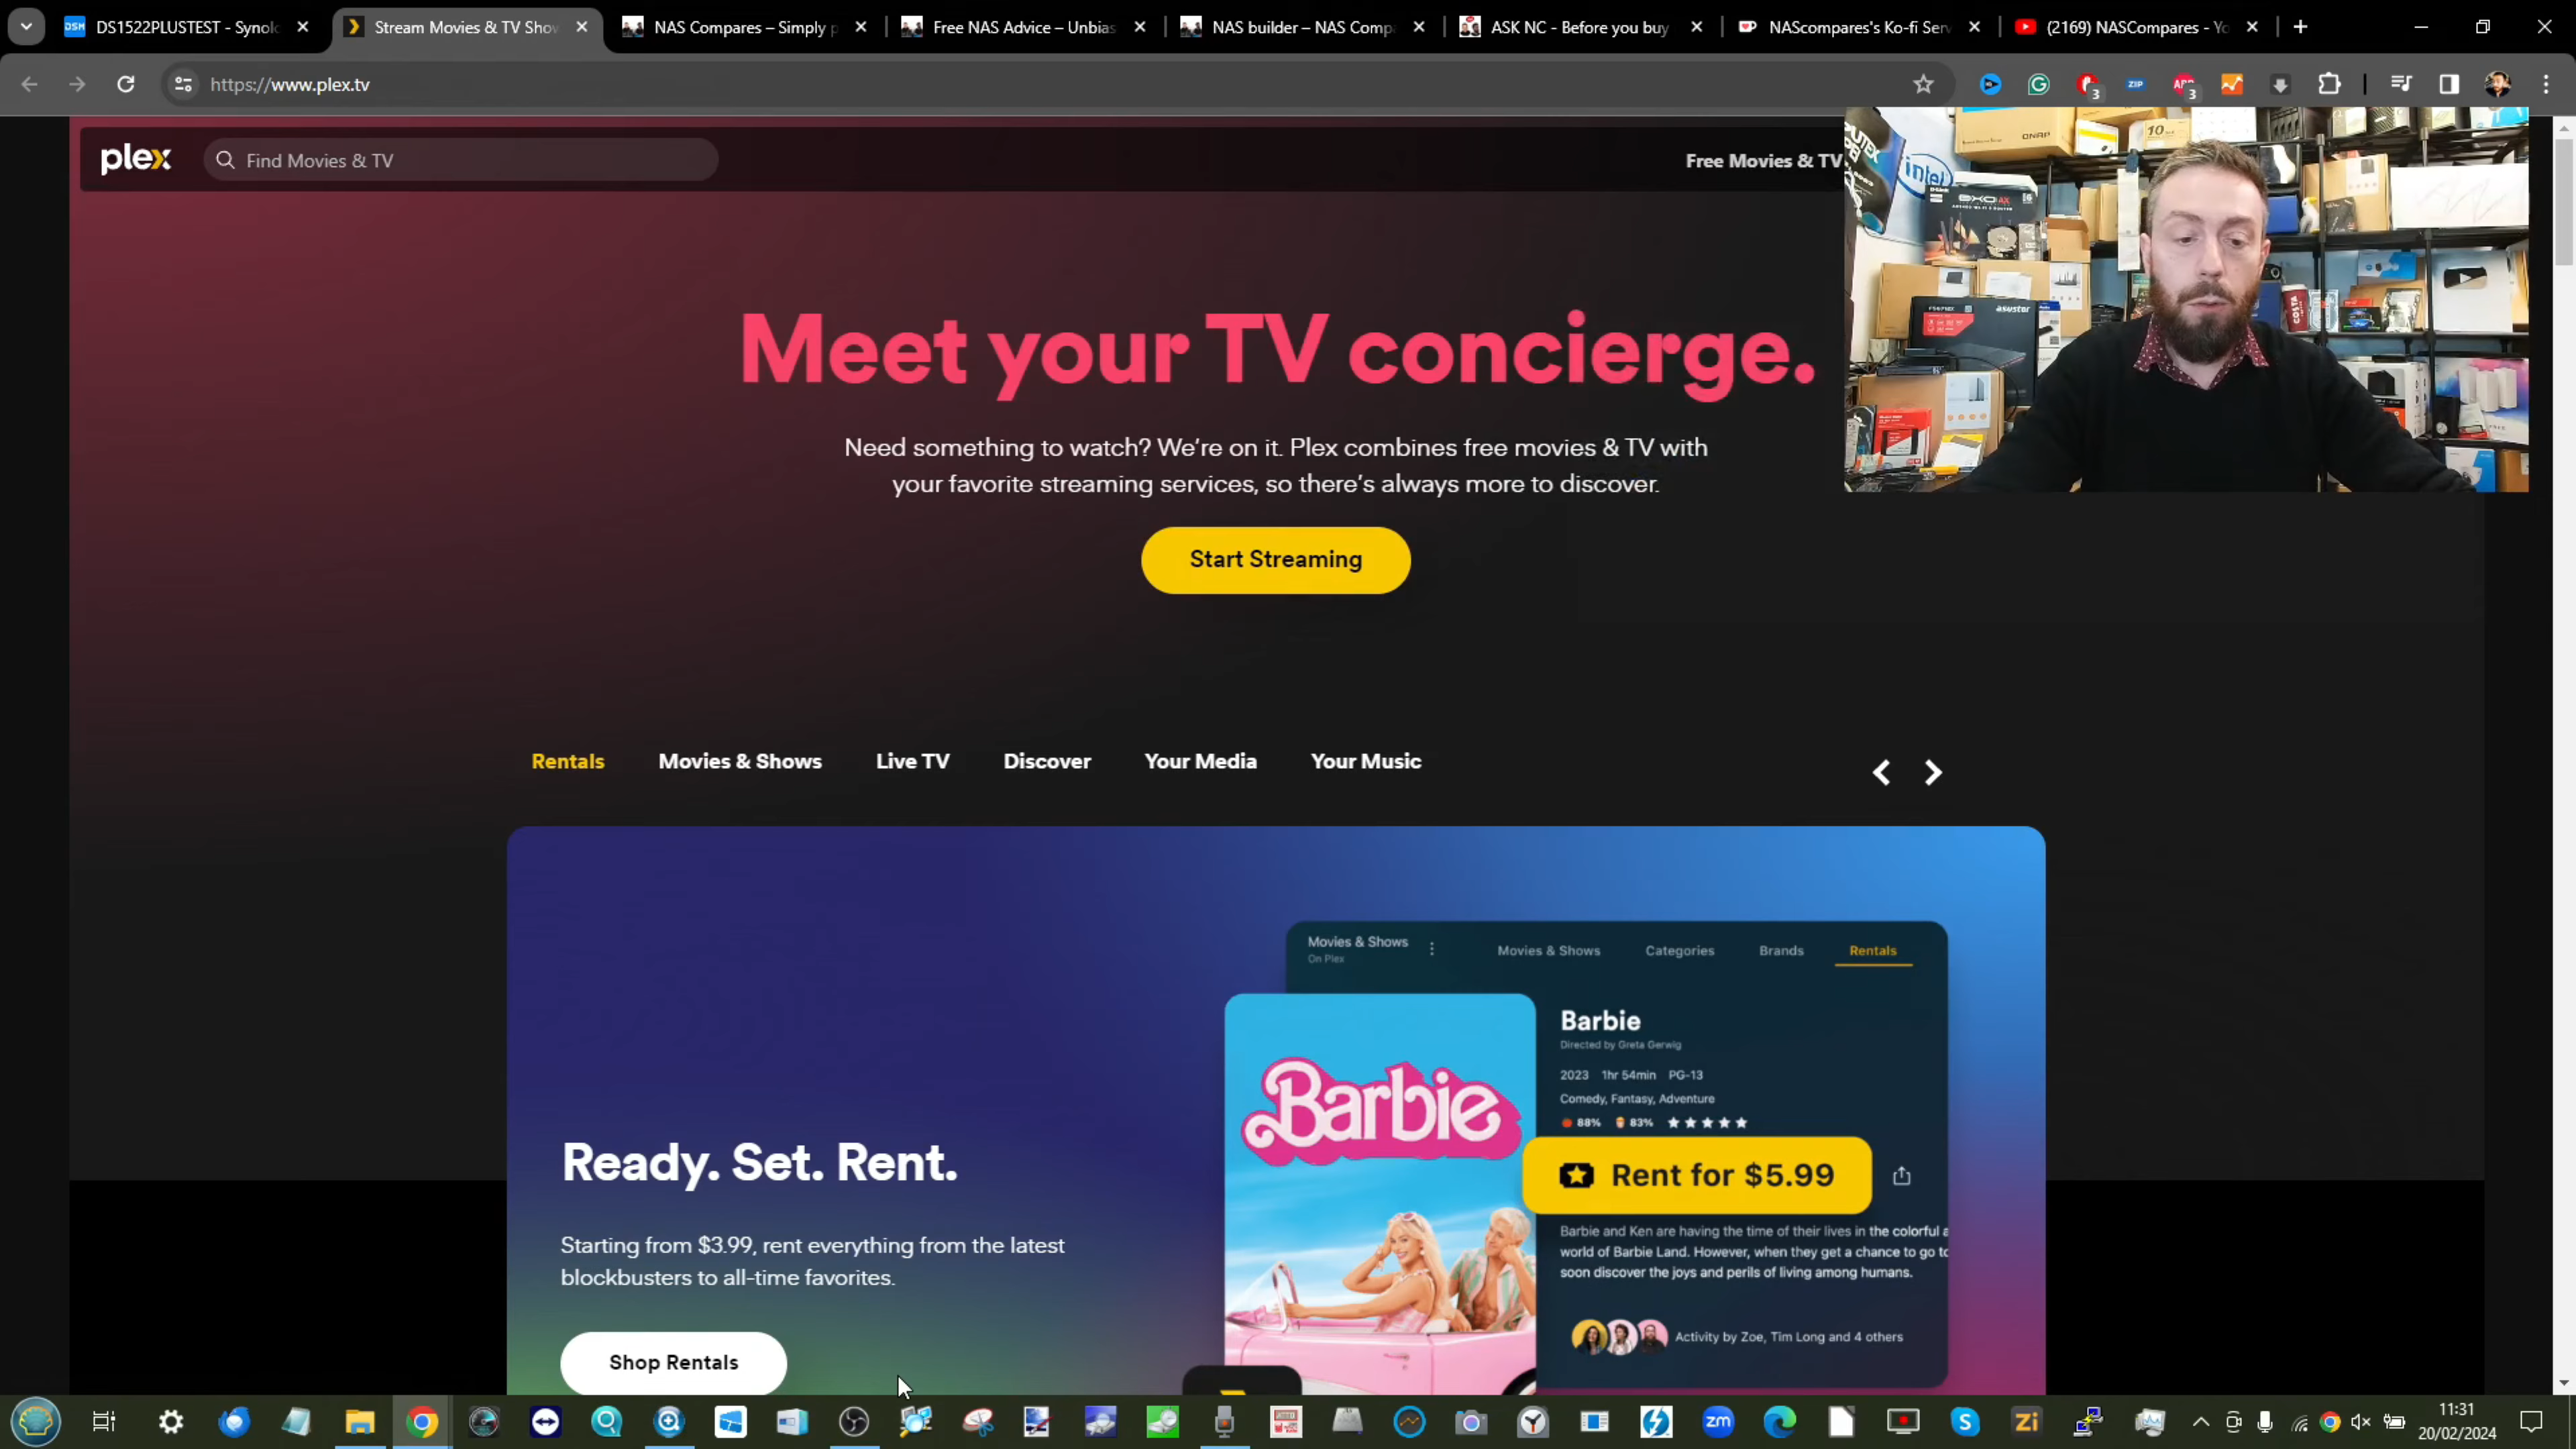 DS1522PLUSTEST - Synolo
Stream Movies & TV Show
NAS Compares – Simply p
Free NAS Advice – Unbias
NAS builder – NAS Comp
ASK NC - Before you buy
NAScompares's Ko-fi Serv
(2169) NASCompares - Yo
https://www.plex.tv
plex
Find Movies & TV
Free Movies & TV
intel
QNAP
asustor
COSTA
Meet your TV concierge.
Need something to watch? We're on it. Plex combines free movies & TV with
your favorite streaming services, so there's always more to discover.
Start Streaming
Rentals
Movies & Shows
Live TV
Discover
Your Media
Your Music
Movies & Shows
On Plex
Movies & Shows
Categories
Brands
Rentals
Barbie
Barbie
Directed by Greta Gerwig
2023 1hr 54min PG-13
Comedy, Fantasy, Adventure
88% 83%
Rent for $5.99
Barbie and Ken are having the time of their lives in the colorful a
world of Barbie Land. However, when they get a chance to go to
soon discover the joys and perils of living among humans.
Activity by Zoe, Tim Long and 4 others
Ready. Set. Rent.
Starting from $3.99, rent everything from the latest
blockbusters to all-time favorites.
Shop Rentals
11:31
20/02/2024